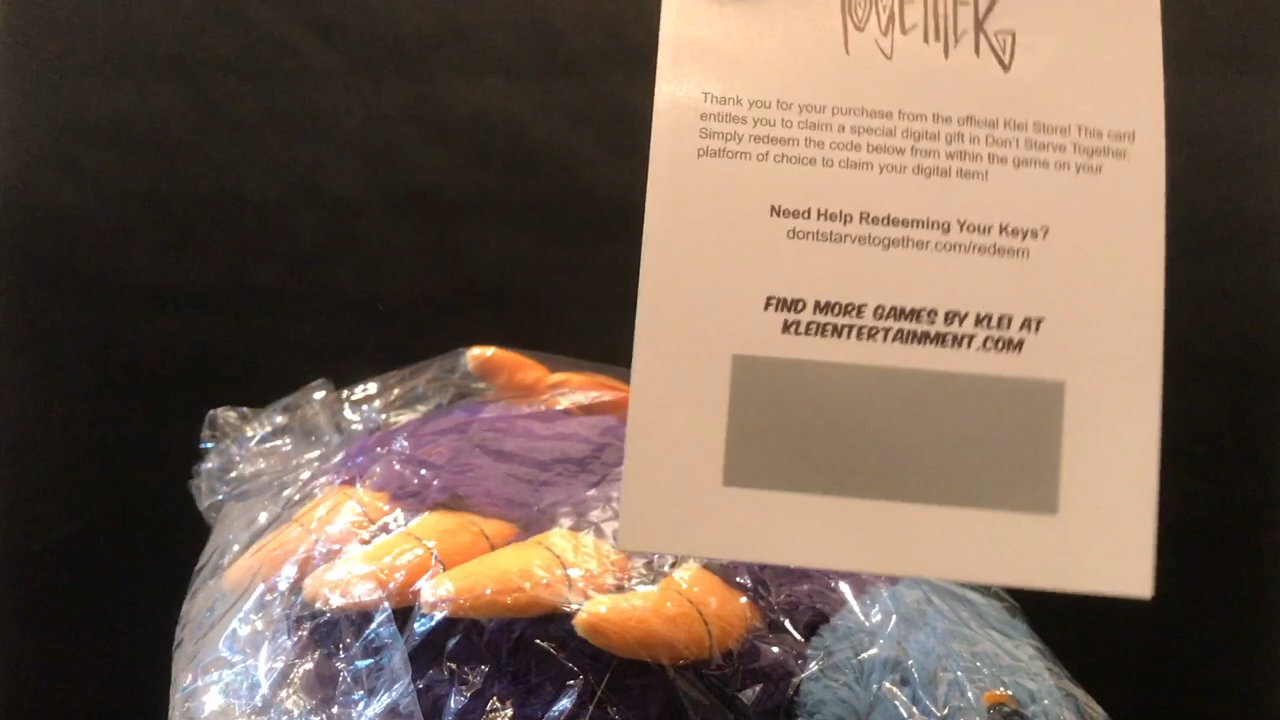 TOGETHER
Thank you for your purchase from the official Klei Store! This card
entitles you to claim a special digital gift in Don't Starve Together.
Simply redeem the code below from within the game on your
platform of choice to claim your digital item!
Need Help Redeeming Your Keys?
dontstarvetogether.com/redeem
FIND MORE GAMES BY KLEI AT
KLEIENTERTAINMENT.COM